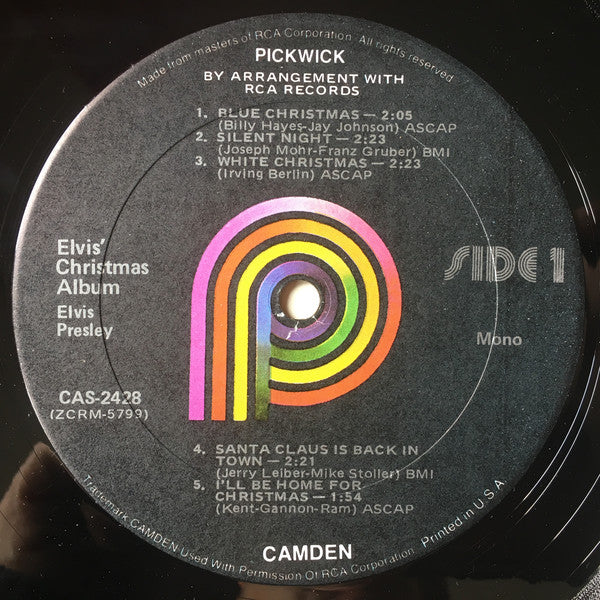 Made from masters of RCA Corporation. All rights reserved.
PICKWICK
BY ARRANGEMENT WITH
RCA RECORDS
1. BLUE CHRISTMAS — 2:05
(Billy Hayes-Jay Johnson) ASCAP
2. SILENT NIGHT — 2:23
(Joseph Mohr-Franz Gruber) BMI
3. WHITE CHRISTMAS — 2:23
(Irving Berlin) ASCAP
Elvis'
Christmas
Album
Elvis
Presley
SIDE 1
Mono
CAS-2428
(ZCRM-5799)
4. SANTA CLAUS IS BACK IN
TOWN — 2:21
(Jerry Leiber-Mike Stoller) BMI
5. I'LL BE HOME FOR
CHRISTMAS — 1:54
(Kent-Gannon-Ram) ASCAP
CAMDEN
Trademark CAMDEN Used With Permission Of RCA Corporation. Printed in U.S.A.